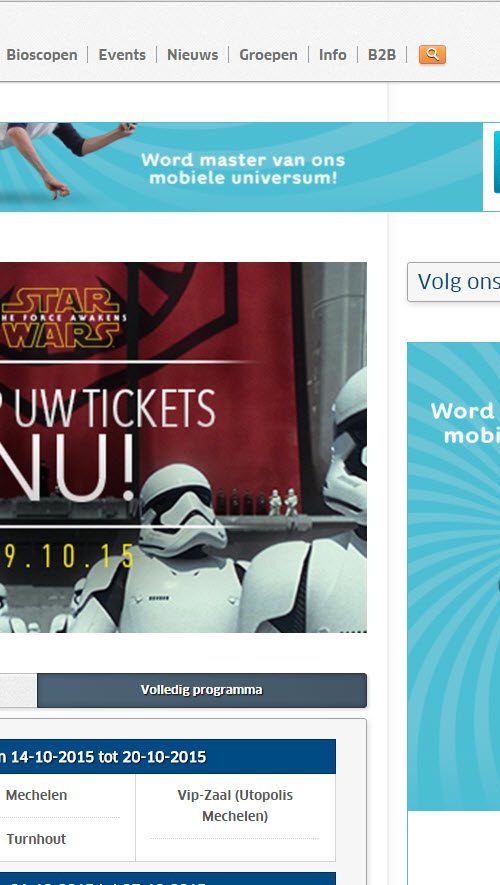 Bioscopen Events Nieuws Groepen Info B2B
Word master van ons
mobiele universum!
Volg ons
STAR
HE FORCE AWAKENS
WARS
UW TICKETS
NU!
9.10.15
Word
mobi
Volledig programma
n 14-10-2015 tot 20-10-2015
Mechelen
Vip-Zaal (Utopolis
Mechelen)
Turnhout